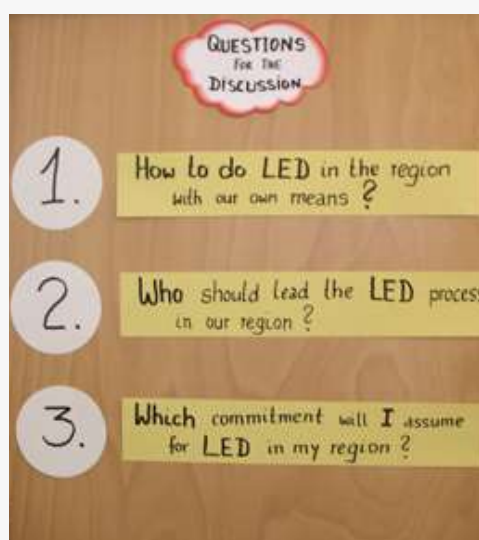 QUESTIONS
FOR THE
DISCUSSION
1.
How to do LED in the region
with our own means ?
2.
Who should lead the LED process
in our region ?
3.
Which commitment will I assume
for LED in my region ?